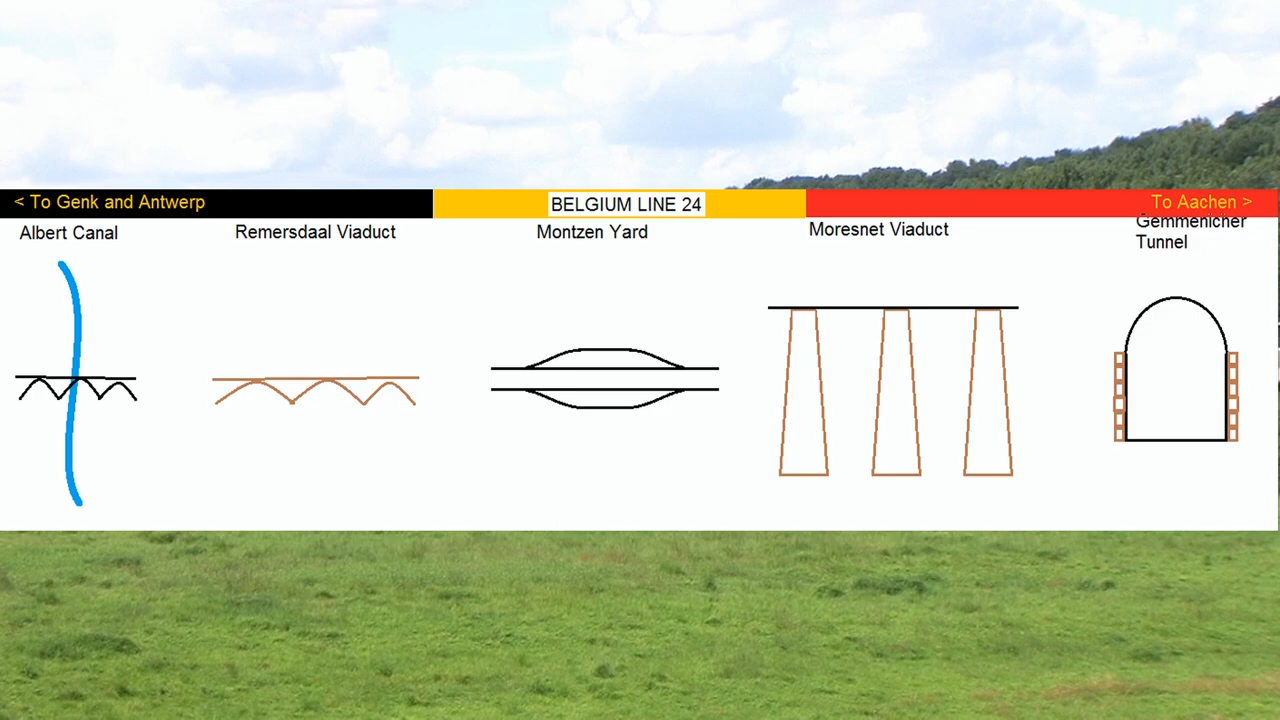 < To Genk and Antwerp
BELGIUM LINE 24
To Aachen >
Albert Canal
Remersdaal Viaduct
Montzen Yard
Moresnet Viaduct
Gemmenicher
Tunnel